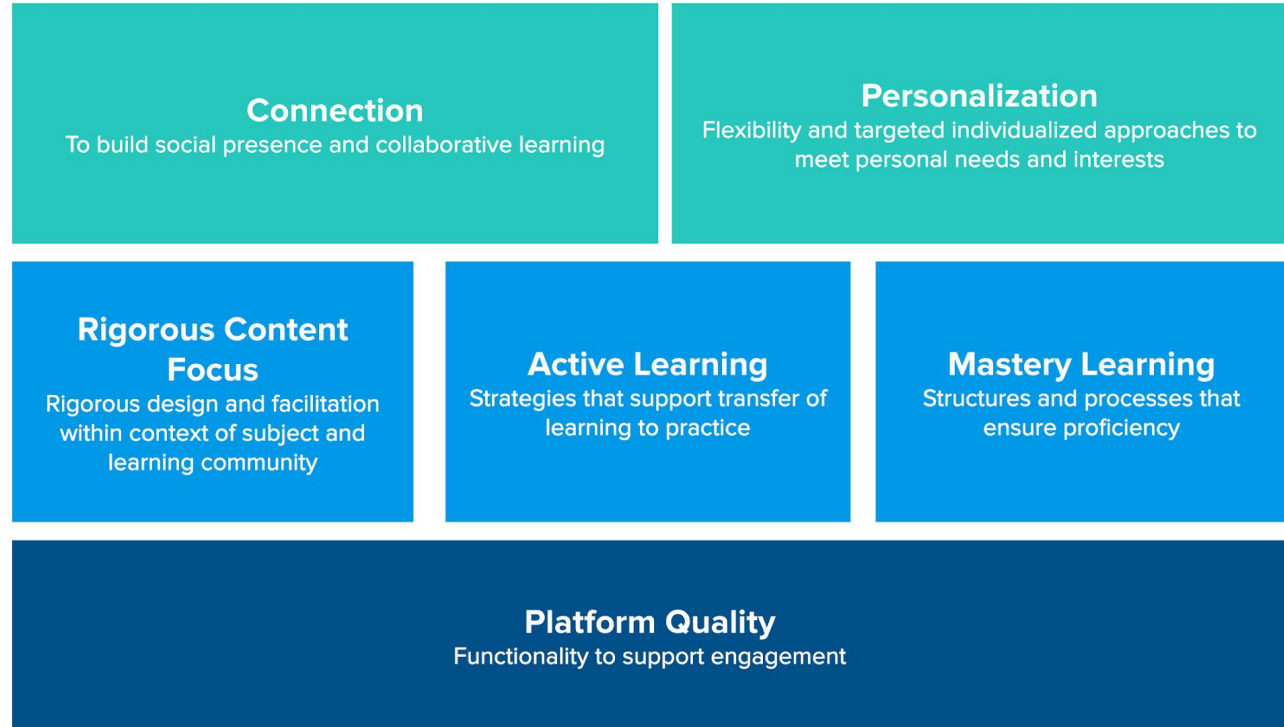 Connection
To build social presence and collaborative learning
Personalization
Flexibility and targeted individualized approaches to
meet personal needs and interests
Rigorous Content
Focus
Rigorous design and facilitation
within context of subject and
learning community
Active Learning
Strategies that support transfer of
learning to practice
Mastery Learning
Structures and processes that
ensure proficiency
Platform Quality
Functionality to support engagement